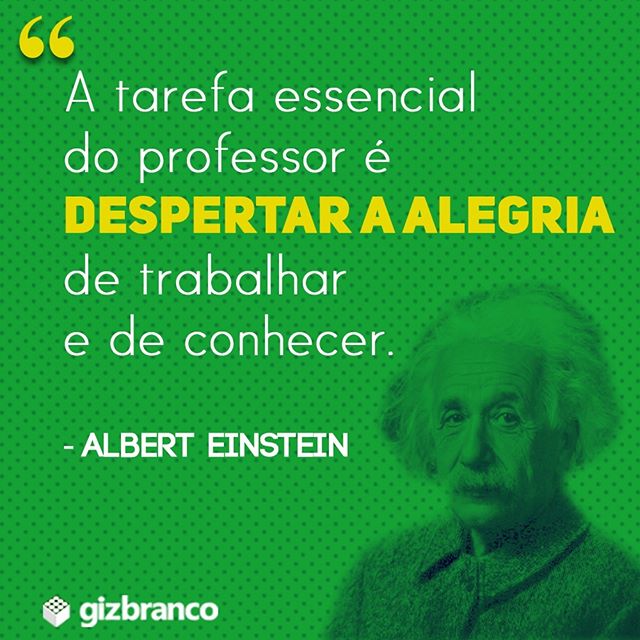 “
A tarefa essencial
do professor é
DESPERTAR A ALEGRIA
de trabalhar
e de conhecer.
- ALBERT EINSTEIN
gizbranco